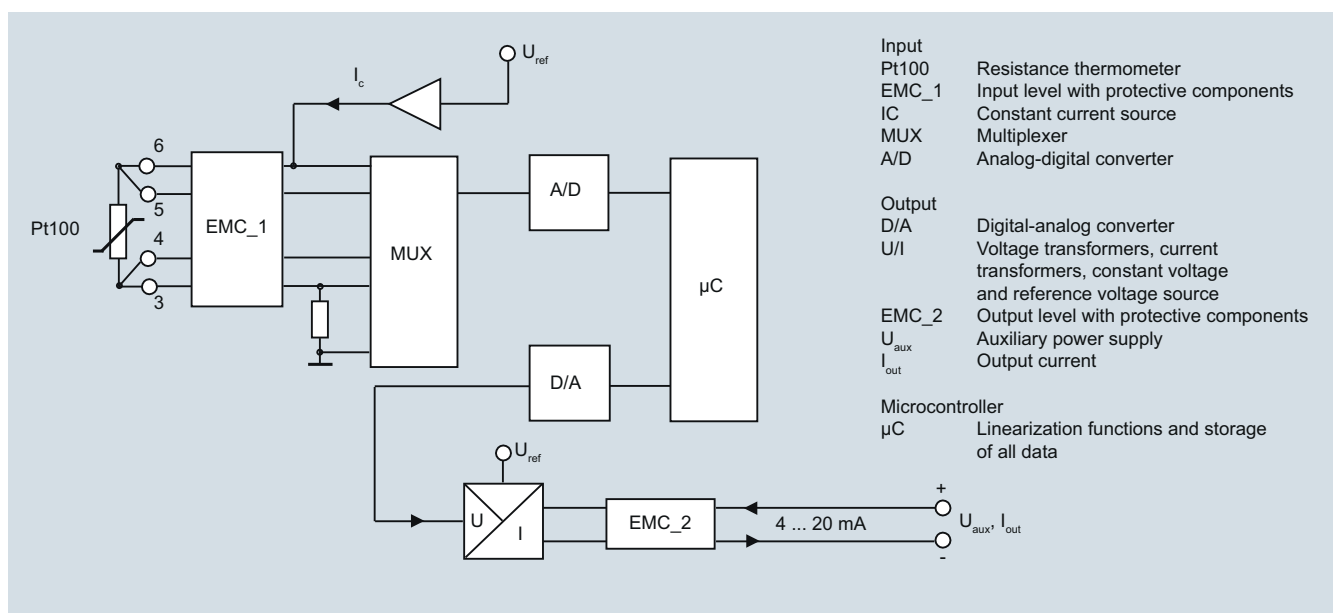 U_ref
I_c
6
5
4
3
Pt100
EMC_1
MUX
A/D
µC
D/A
U_ref
U
I
EMC_2
4 ... 20 mA
+
-
U_aux, I_out
Input
Pt100 Resistance thermometer
EMC_1 Input level with protective components
IC Constant current source
MUX Multiplexer
A/D Analog-digital converter
Output
D/A Digital-analog converter
U/I Voltage transformers, current
transformers, constant voltage
and reference voltage source
EMC_2 Output level with protective components
U_aux Auxiliary power supply
I_out Output current
Microcontroller
µC Linearization functions and storage
of all data